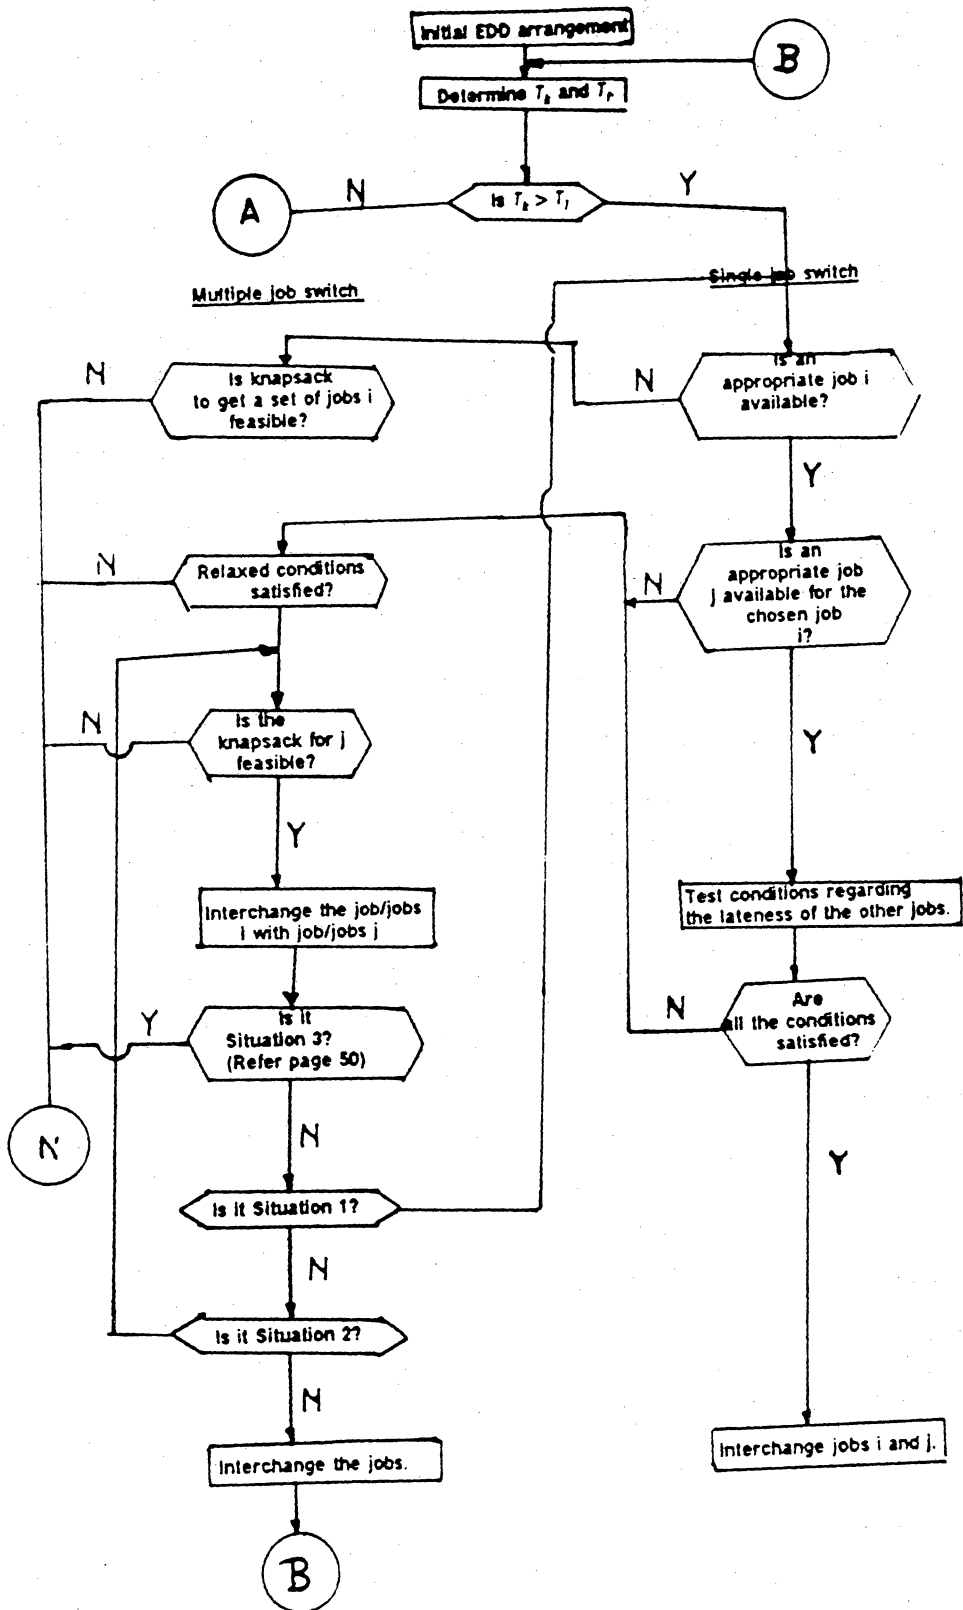 Initial EDD arrangement
B
Determine Tk and Tr
N
Y
A
Is Tk > Tl
Single job switch
Multiple job switch
N
Is knapsack
to get a set of jobs i
feasible?
N
Is an
appropriate job i
available?
Y
N
Relaxed conditions
satisfied?
N
Is an
appropriate job
j available for the
chosen job
i?
N
Is the
knapsack for j
feasible?
Y
Y
Interchange the job/jobs
i with job/jobs j
Test conditions regarding
the lateness of the other jobs.
Y
Is it
Situation 3?
(Refer page 50)
N
Are
all the conditions
satisfied?
N
N
Y
Is it Situation 1?
N
Is it Situation 2?
N
Interchange the jobs.
Interchange jobs i and j.
B